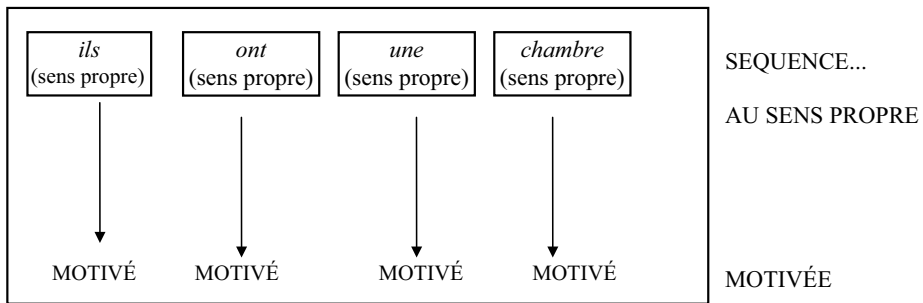 ils ont une chambre
(sens propre) (sens propre) (sens propre) (sens propre)
SEQUENCE...
AU SENS PROPRE
MOTIVÉ MOTIVÉ MOTIVÉ MOTIVÉ
MOTIVÉE